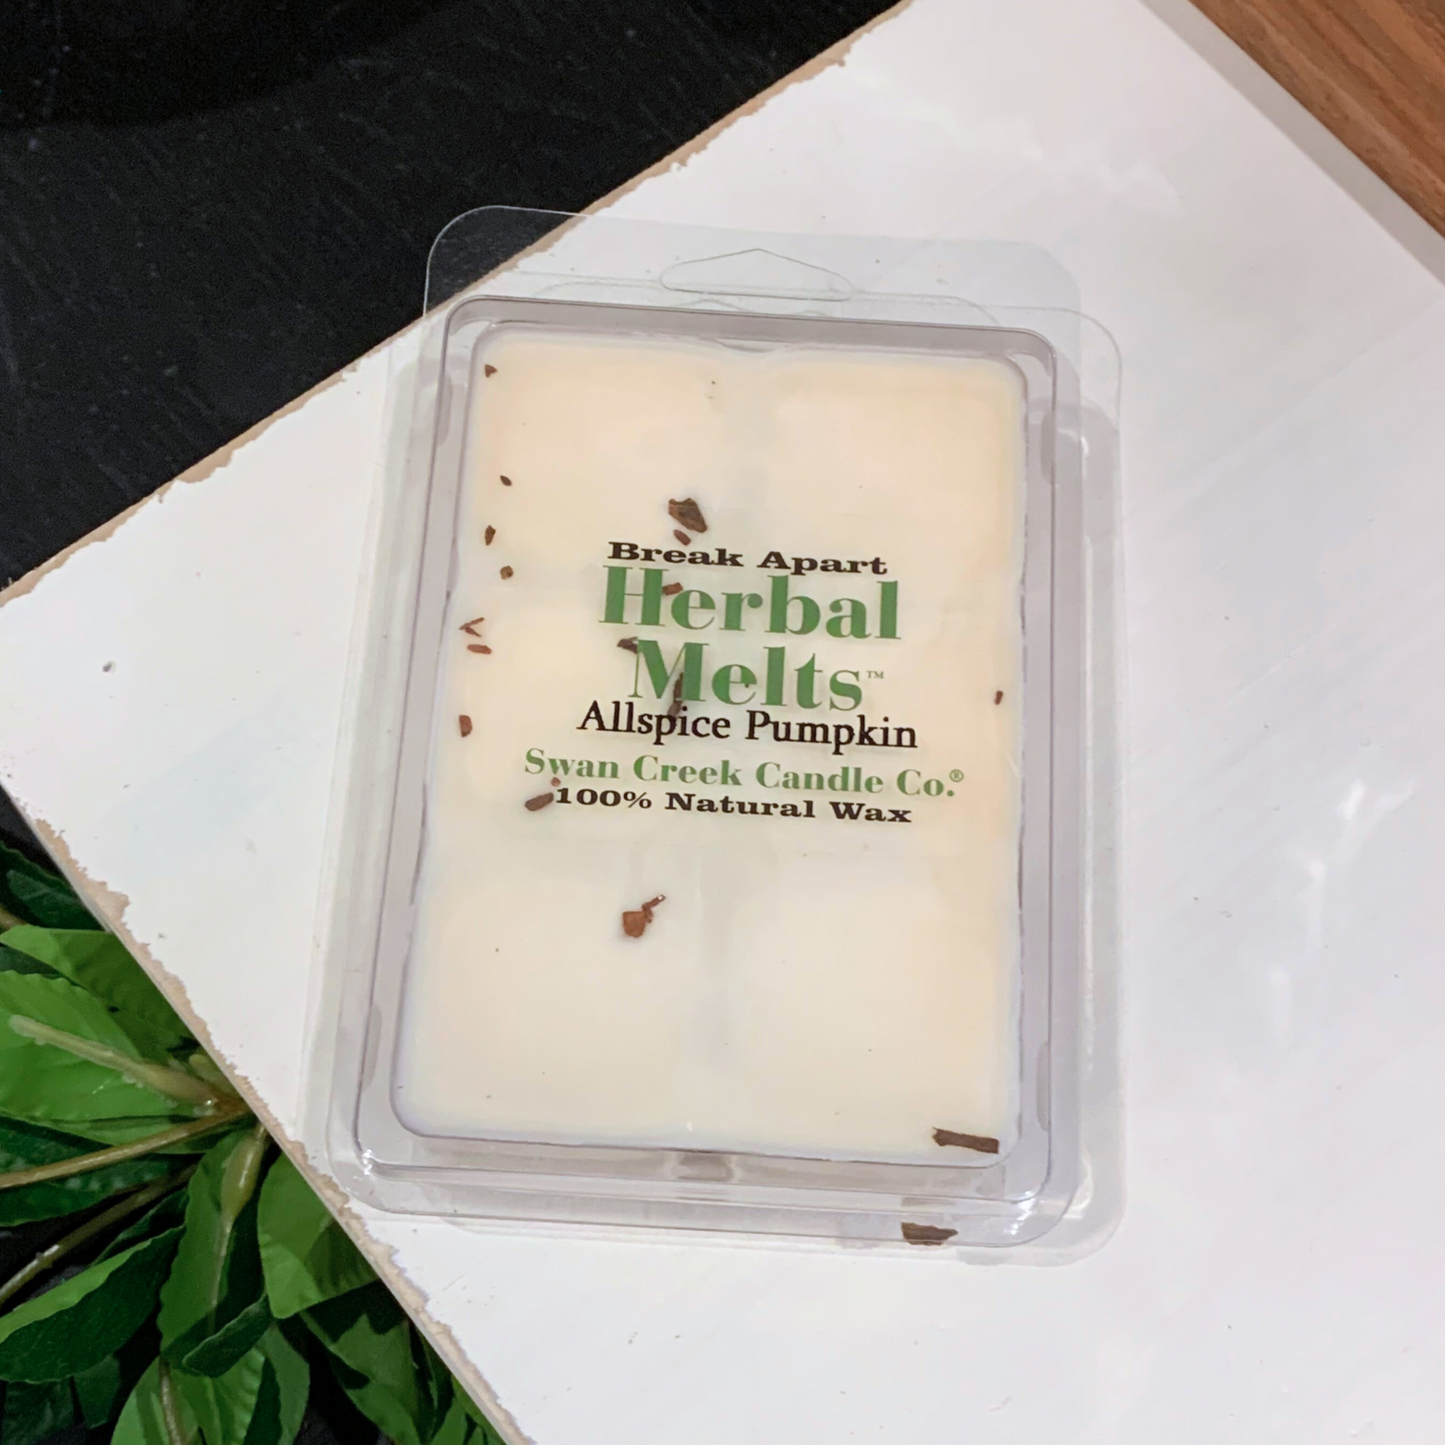 Break Apart
Herbal
Melts™
Allspice Pumpkin
Swan Creek Candle Co.®
100% Natural Wax